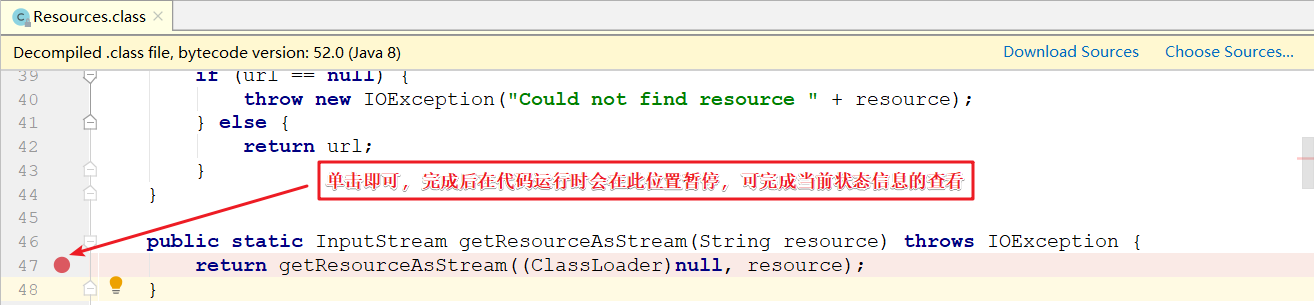 Resources.class
Decompiled .class file, bytecode version: 52.0 (Java 8) Download Sources Choose Sources...
39 if (url == null) {
40 throw new IOException("Could not find resource " + resource);
41 } else {
42 return url;
43 }
单击即可，完成后在代码运行时会在此位置暂停，可完成当前状态信息的查看
44 }
45
46 public static InputStream getResourceAsStream(String resource) throws IOException {
47 return getResourceAsStream((ClassLoader)null, resource);
48 }